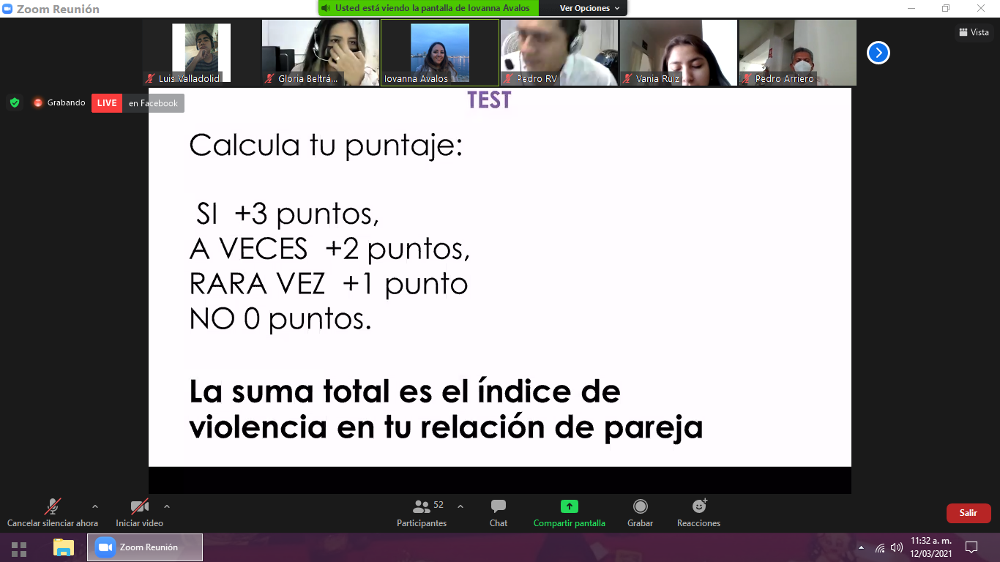 Zoom Reunión
Usted está viendo la pantalla de Iovanna Avalos
Ver Opciones
Vista
Luis Valladolid
Gloria Beltrá...
Iovanna Avalos
Pedro RV
Vania Ruiz
Pedro Arriero
Grabando
LIVE en Facebook
TEST
Calcula tu puntaje:
SI +3 puntos,
A VECES +2 puntos,
RARA VEZ +1 punto
NO 0 puntos.
La suma total es el índice de
violencia en tu relación de pareja
Cancelar silenciar ahora
Iniciar video
52
Participantes
Chat
Compartir pantalla
Grabar
Reacciones
Salir
Zoom Reunión
11:32 a. m.
12/03/2021